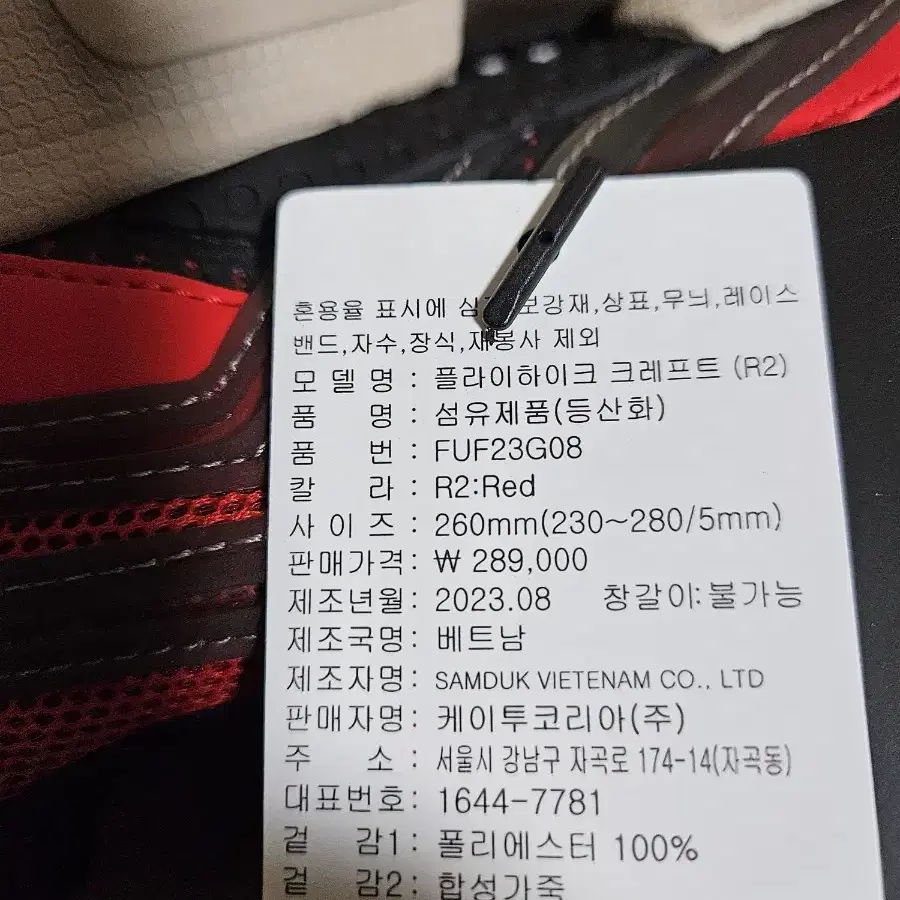 혼용율 표시에 보강재,상표,무늬,레이스
밴드,자수,장식,재봉사 제외
모 델 명 : 플라이하이크 크레프트 (R2)
품 명 : 섬유제품(등산화)
품 번 : FUF23G08
칼 라 : R2:Red
사 이 즈 : 260mm(230~280/5mm)
판매가격: ₩ 289,000
제조년월: 2023.08 창갈이:불가능
제조국명: 베트남
제조자명: SAMDUK VIETENAM CO., LTD
판매자명: 케이투코리아(주)
주 소 : 서울시 강남구 자곡로 174-14(자곡동)
대표번호: 1644-7781
겉 감1 : 폴리에스터 100%
겉 감2 : 합성가죽